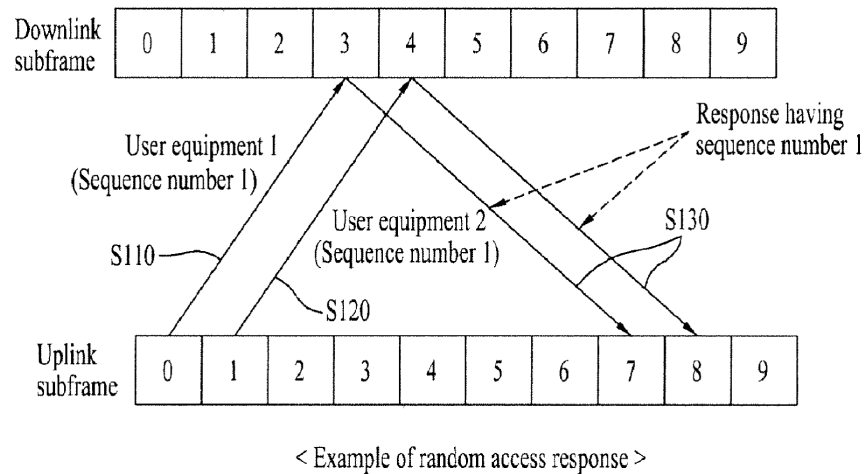 Downlink
subframe
0 1 2 3 4 5 6 7 8 9
User equipment 1
(Sequence number 1)
Response having
sequence number 1
User equipment 2
(Sequence number 1)
S130
S110
S120
Uplink
subframe
0 1 2 3 4 5 6 7 8 9
< Example of random access response >